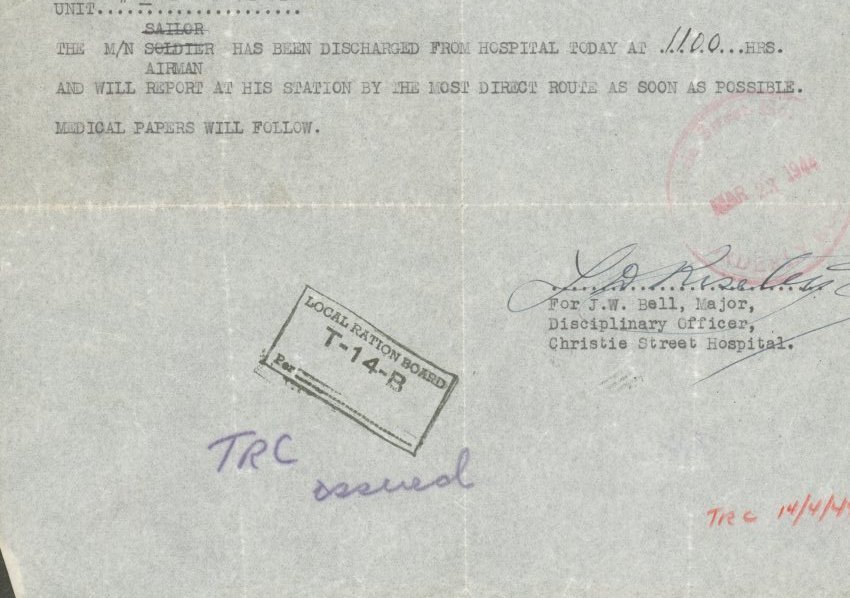 UNIT
SAILOR
THE M/N SOLDIER HAS BEEN DISCHARGED FROM HOSPITAL TODAY AT .1100...HRS.
AIRMAN
AND WILL REPORT AT HIS STATION BY THE MOST DIRECT ROUTE AS SOON AS POSSIBLE.
MEDICAL PAPERS WILL FOLLOW.
MAR 1944
For J.W. Bell, Major,
Disciplinary Officer,
Christie Street Hospital.
LOCAL RATION BOARD
T-14-B
Per
TRC
issued
TRC 14/4/4